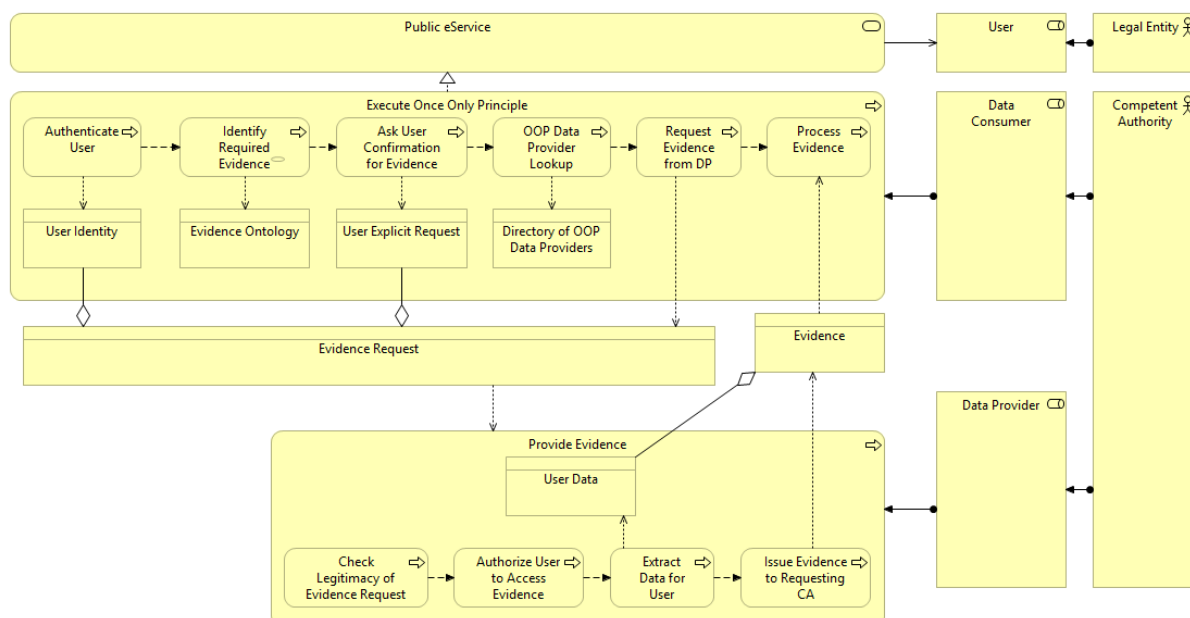 Public eService
User
Legal Entity
Execute Once Only Principle
Authenticate
User
Identify
Required
Evidence
Ask User
Confirmation
for Evidence
OOP Data
Provider
Lookup
Request
Evidence
from DP
Process
Evidence
Data
Consumer
Competent
Authority
User Identity
Evidence Ontology
User Explicit Request
Directory of OOP
Data Providers
Evidence Request
Evidence
Data Provider
Provide Evidence
User Data
Check
Legitimacy of
Evidence Request
Authorize User
to Access
Evidence
Extract
Data for
User
Issue Evidence
to Requesting
CA